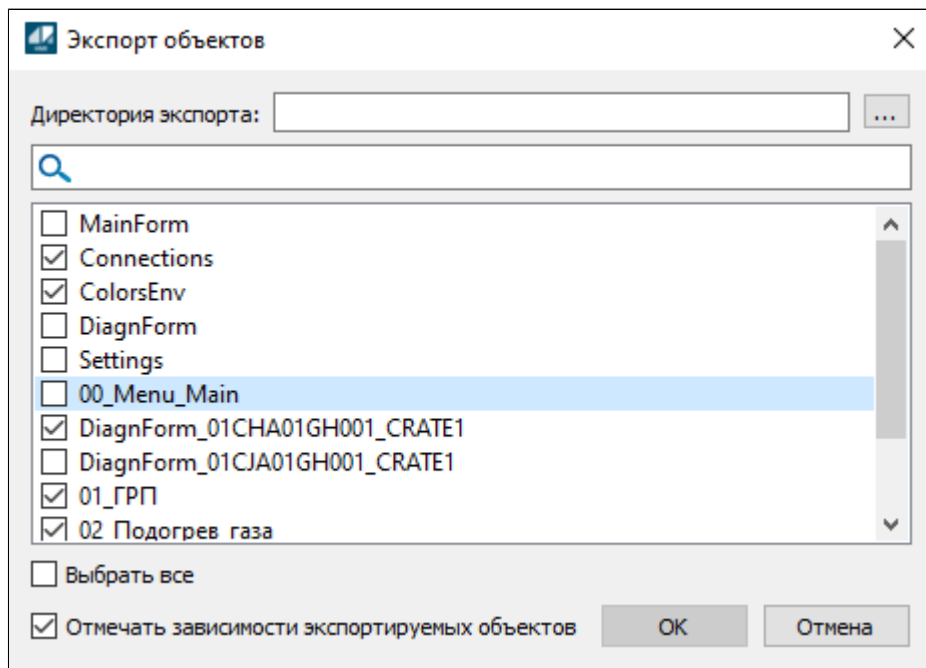 Экспорт объектов
Директория экспорта: ...
MainForm
Connections
ColorsEnv
DiagnForm
Settings
00_Menu_Main
DiagnForm_01CHA01GH001_CRATE1
DiagnForm_01CJA01GH001_CRATE1
01_ГРП
02_Подогрев_газа
Выбрать все
Отмечать зависимости экспортируемых объектов OK Отмена